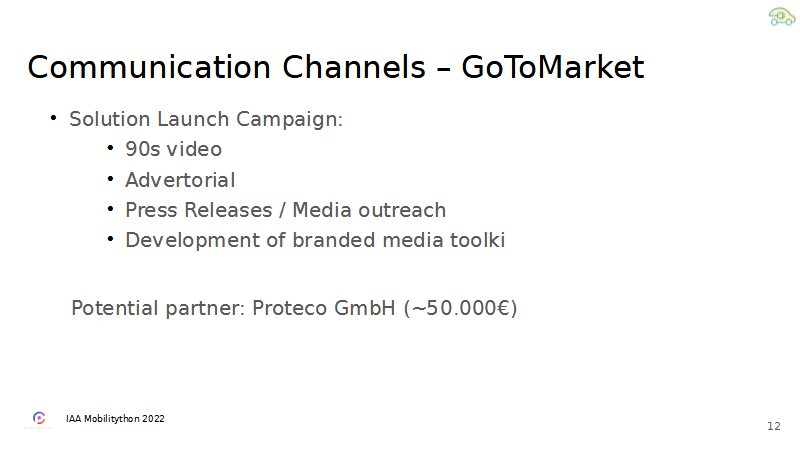 Communication Channels – GoToMarket
• Solution Launch Campaign:
• 90s video
• Advertorial
• Press Releases / Media outreach
• Development of branded media toolki
Potential partner: Proteco GmbH (~50.000€)
IAA Mobilitython 2022
12